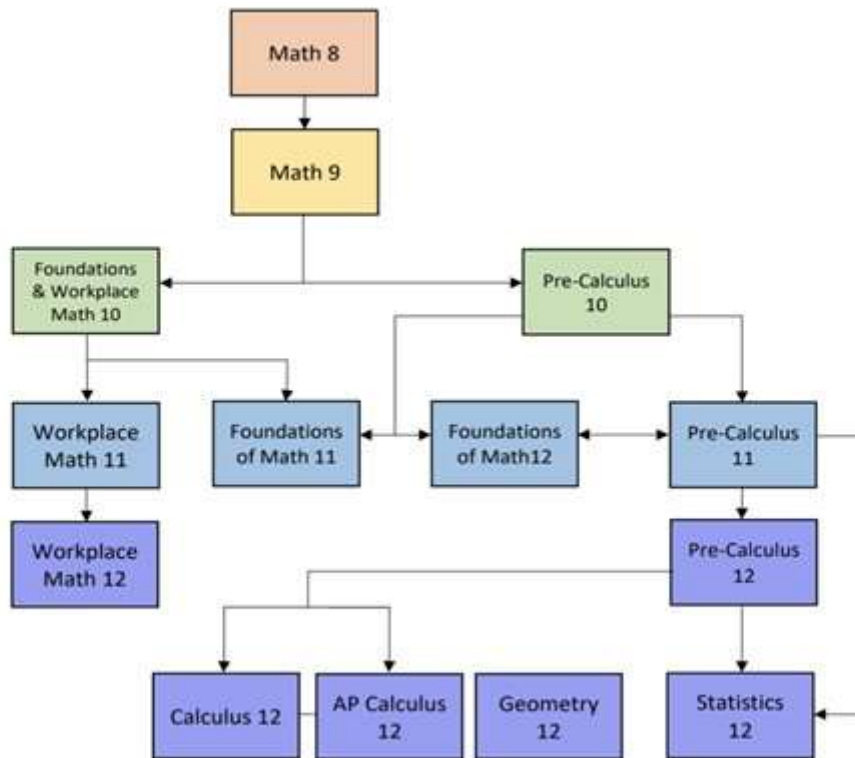 Math 8
Math 9
Foundations
& Workplace
Math 10
Pre-Calculus
10
Workplace
Math 11
Foundations
of Math 11
Foundations
of Math12
Pre-Calculus
11
Workplace
Math 12
Pre-Calculus
12
Calculus 12
AP Calculus
12
Geometry
12
Statistics
12